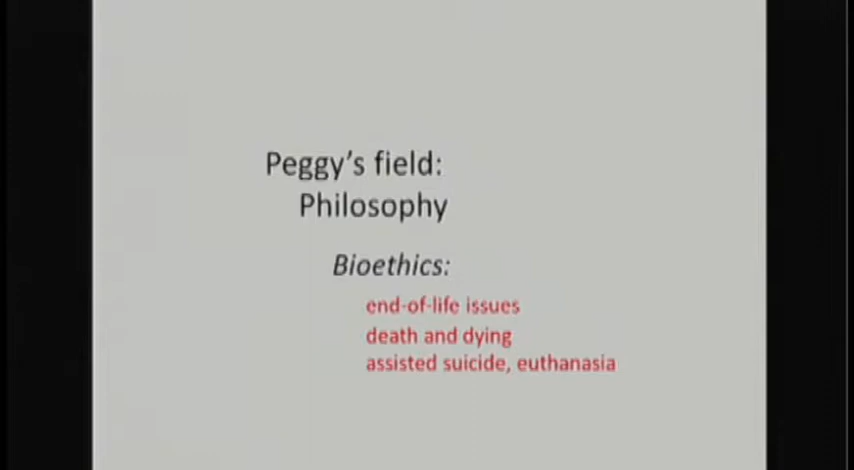 Peggy’s field:
Philosophy
Bioethics:
end-of-life issues
death and dying
assisted suicide, euthanasia